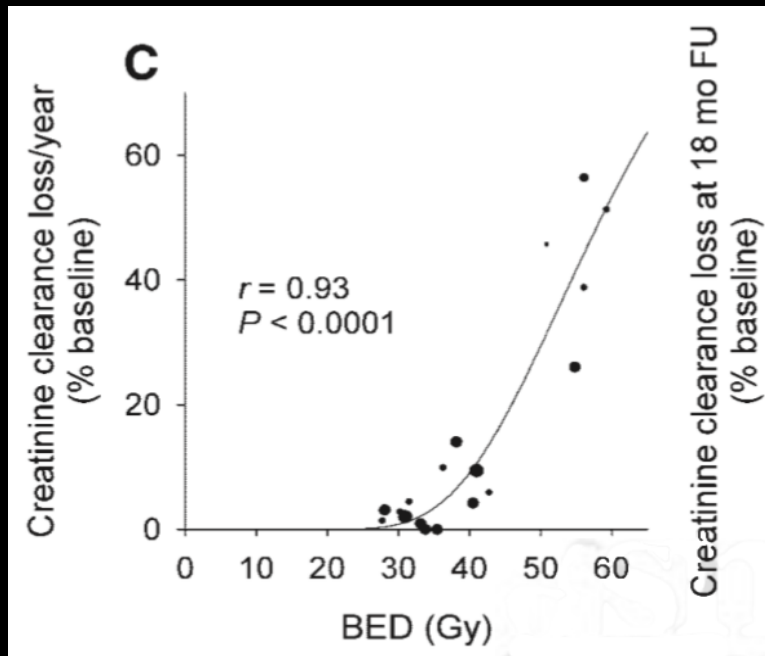 C
Creatinine clearance loss/year
(% baseline)
60
40
20
0
r = 0.93
P < 0.0001
0 10 20 30 40 50 60
BED (Gy)
Creatinine clearance loss at 18 mo FU
(% baseline)